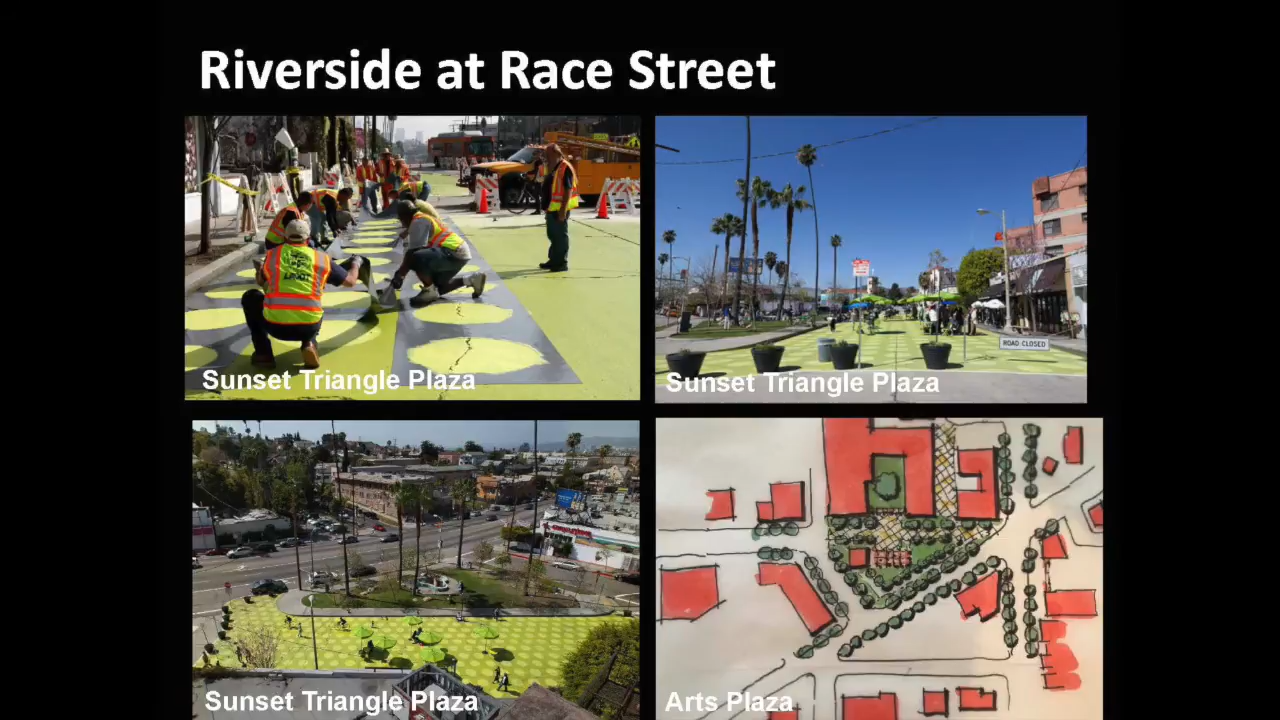 Riverside at Race Street
Sunset Triangle Plaza
ROAD CLOSED
Sunset Triangle Plaza
Sunset Triangle Plaza
Arts Plaza